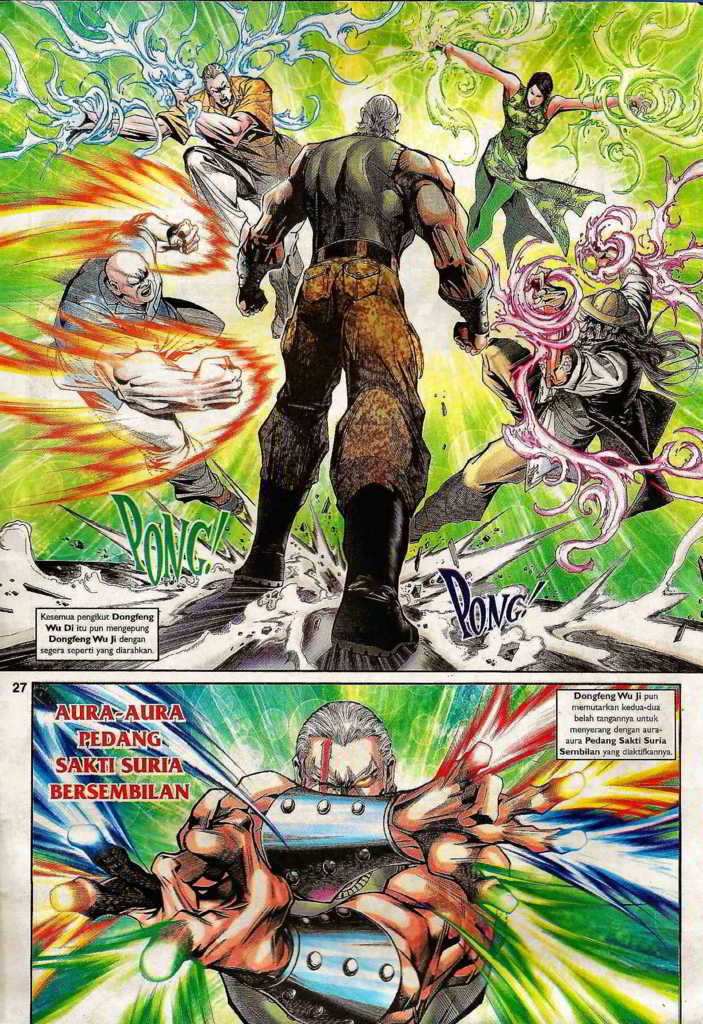 PONG!
PONG!
Kesemua pengikut Dongfeng
Wu Di itu pun mengepung
Dongfeng Wu Ji dengan
segera seperti yang diarahkan.
27
AURA-AURA
PEDANG
SAKTI SURIA
BERSEMBILAN
Dongfeng Wu Ji pun
memutarkan kedua-dua
belah tangannya untuk
menyerang dengan aura-
aura Pedang Sakti Suria
Sembilan yang diaktifkannya.